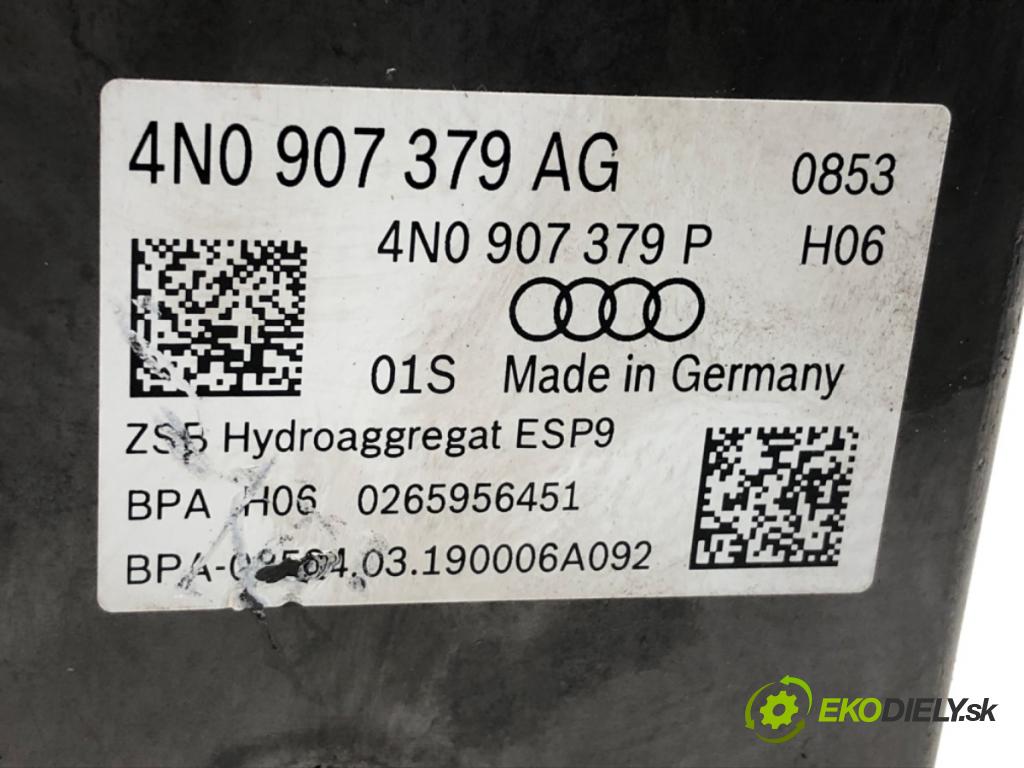 4N0 907 379 AG 0853
4N0 907 379 P H06
01S Made in Germany
ZSB Hydroaggregat ESP9
BPA H06 0265956451
EKODIELY.sk